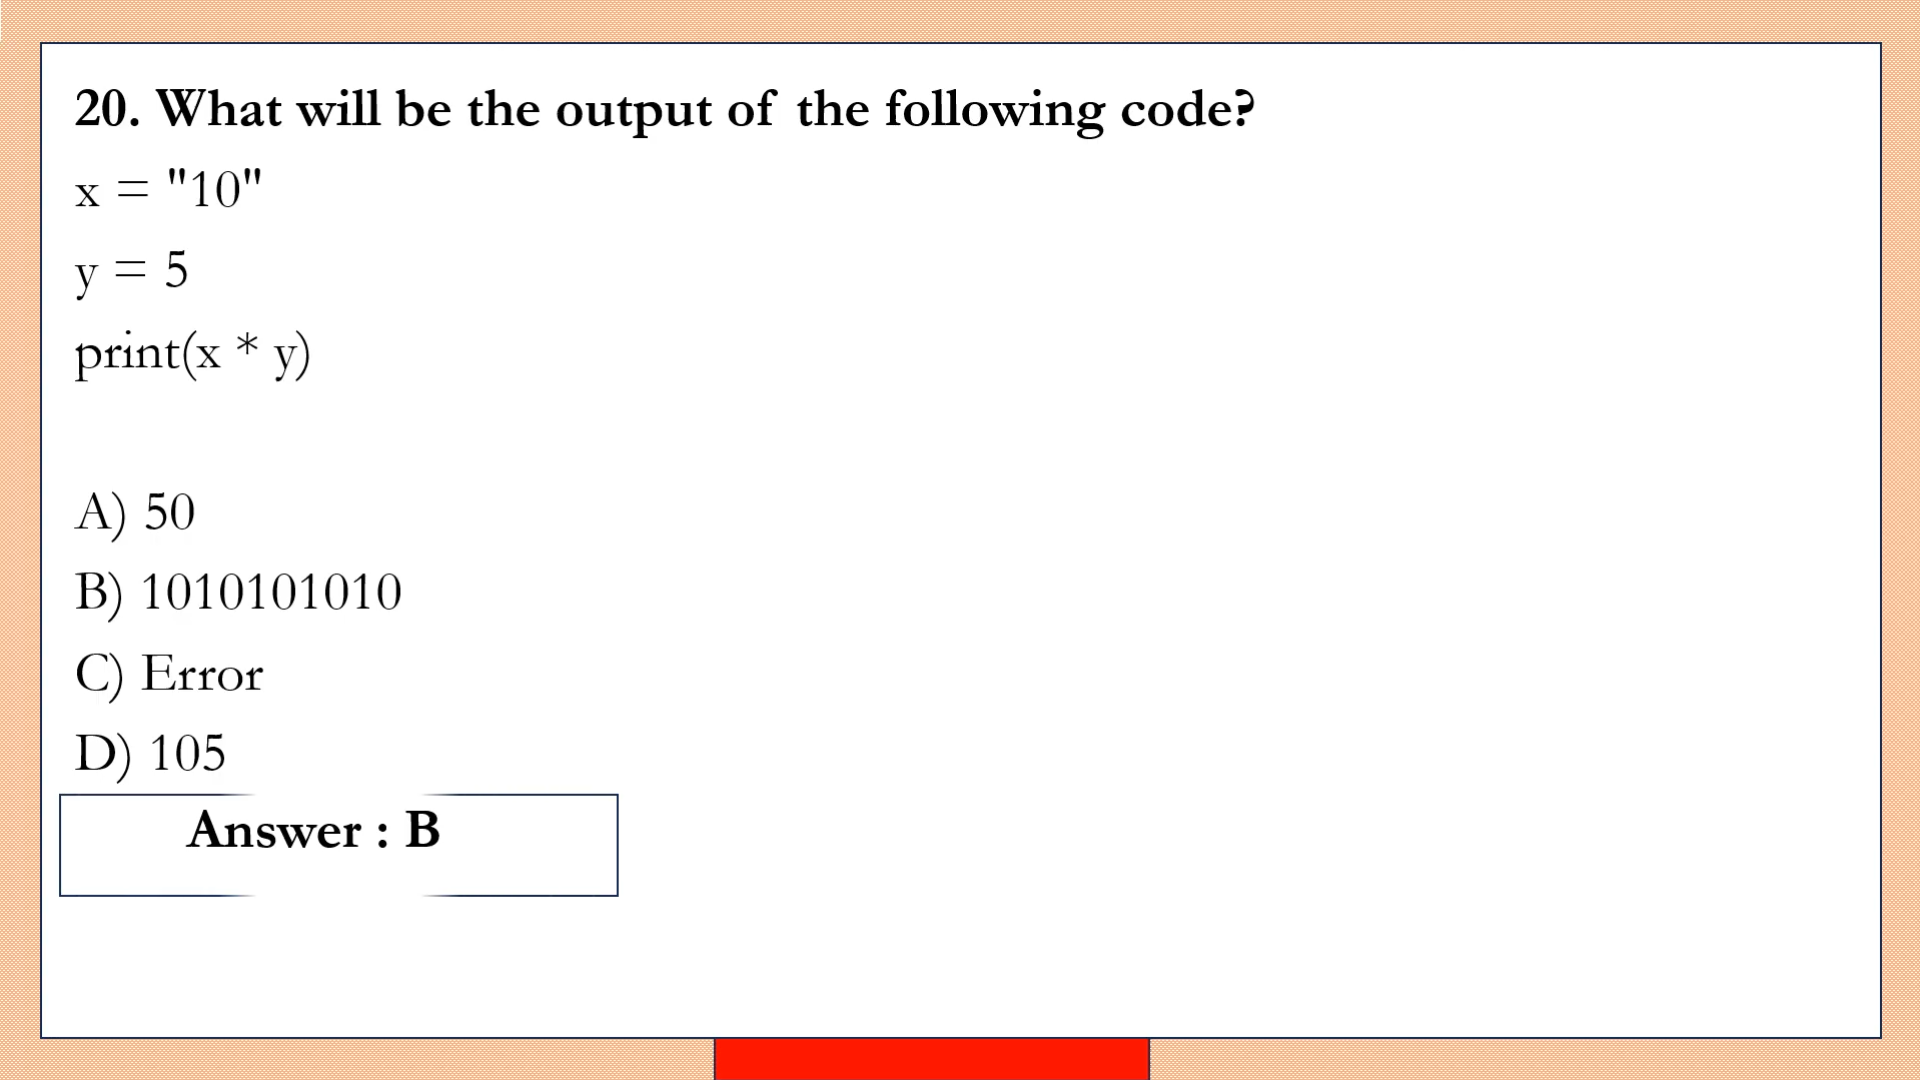 20. What will be the output of the following code?
x = "10"
y = 5
print(x * y)
A) 50
B) 1010101010
C) Error
D) 105
Answer : B